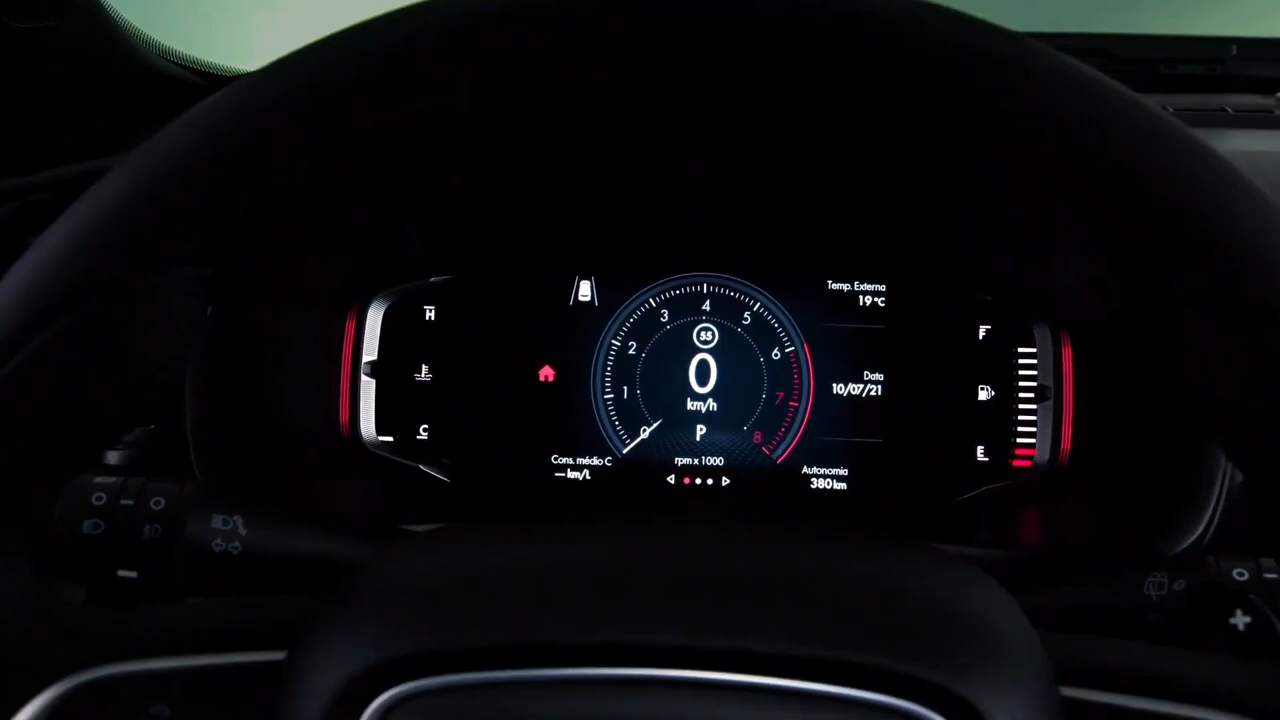 H
C
Cons. médio C
--- km/L
4
3
5
2
6
1
7
0
8
55
0
km/h
P
rpm x 1000
Temp. Externa
19 °C
Data
10/07/21
Autonomia
380 km
F
E